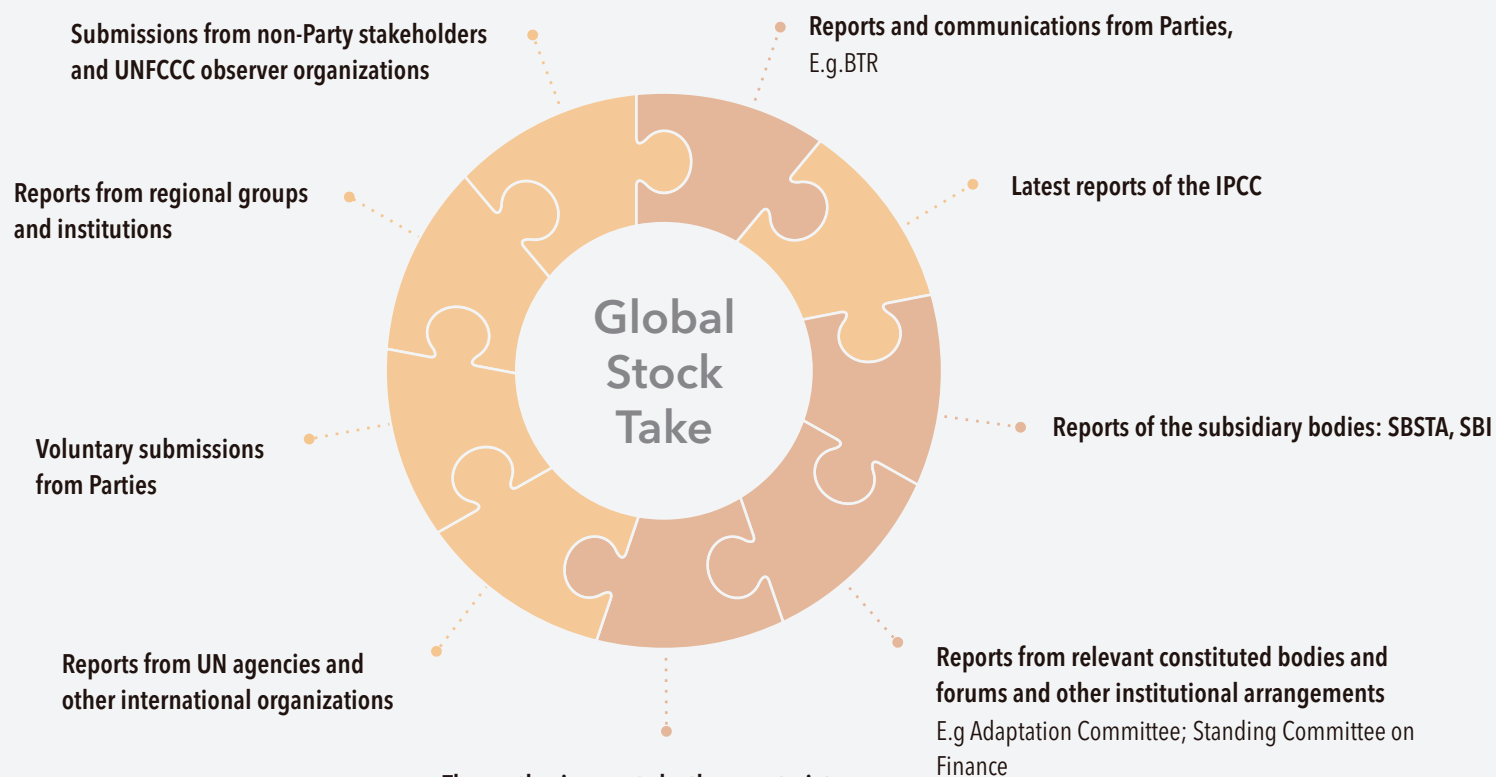 Submissions from non-Party stakeholders
and UNFCCC observer organizations
Reports and communications from Parties,
E.g.BTR
Latest reports of the IPCC
Reports from regional groups
and institutions
Global
Stock
Take
Reports of the subsidiary bodies: SBSTA, SBI
Voluntary submissions
from Parties
Reports from relevant constituted bodies and
forums and other institutional arrangements
E.g Adaptation Committee; Standing Committee on
Finance
Reports from UN agencies and
other international organizations